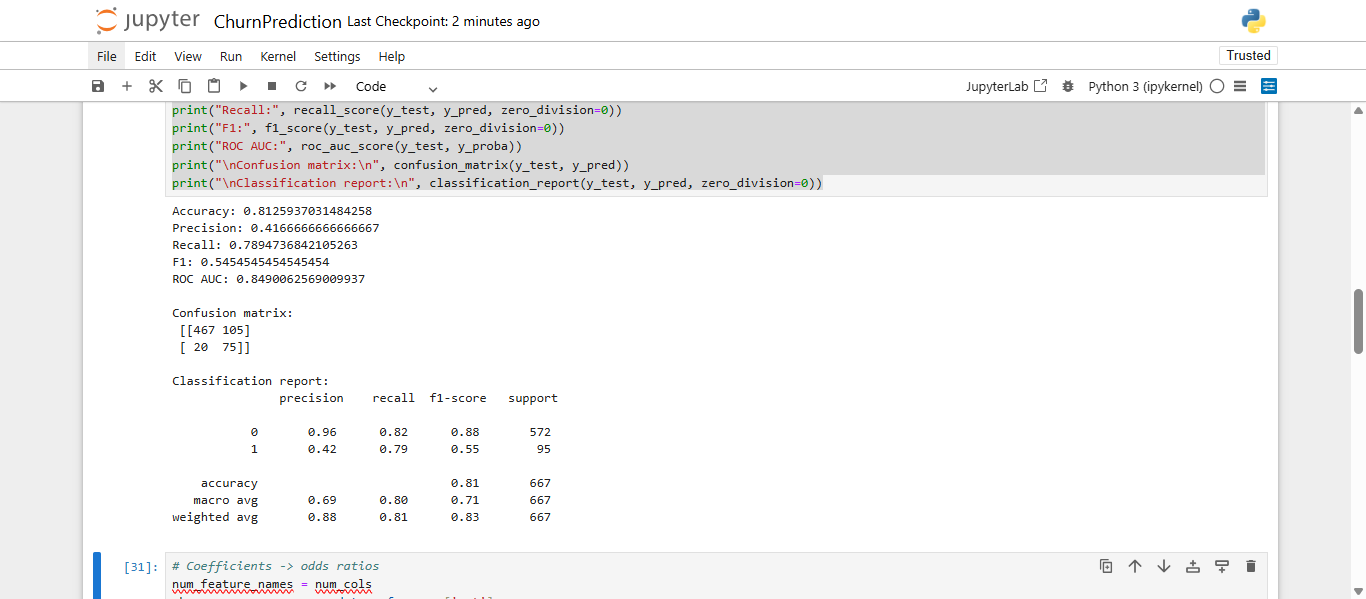 jupyter ChurnPrediction Last Checkpoint: 2 minutes ago
File Edit View Run Kernel Settings Help Trusted
Code JupyterLab Python 3 (ipykernel)
print("Recall:", recall_score(y_test, y_pred, zero_division=0))
print("F1:", f1_score(y_test, y_pred, zero_division=0))
print("ROC AUC:", roc_auc_score(y_test, y_proba))
print("\nConfusion matrix:\n", confusion_matrix(y_test, y_pred))
print("\nClassification report:\n", classification_report(y_test, y_pred, zero_division=0))
Accuracy: 0.8125937031484258
Precision: 0.4166666666666667
Recall: 0.7894736842105263
F1: 0.5454545454545454
ROC AUC: 0.8490062569009937
Confusion matrix:
[[467 105]
[ 20 75]]
Classification report:
precision recall f1-score support
0 0.96 0.82 0.88 572
1 0.42 0.79 0.55 95
accuracy 0.81 667
macro avg 0.69 0.80 0.71 667
weighted avg 0.88 0.81 0.83 667
[31]: # Coefficients -> odds ratios
num_feature_names = num_cols